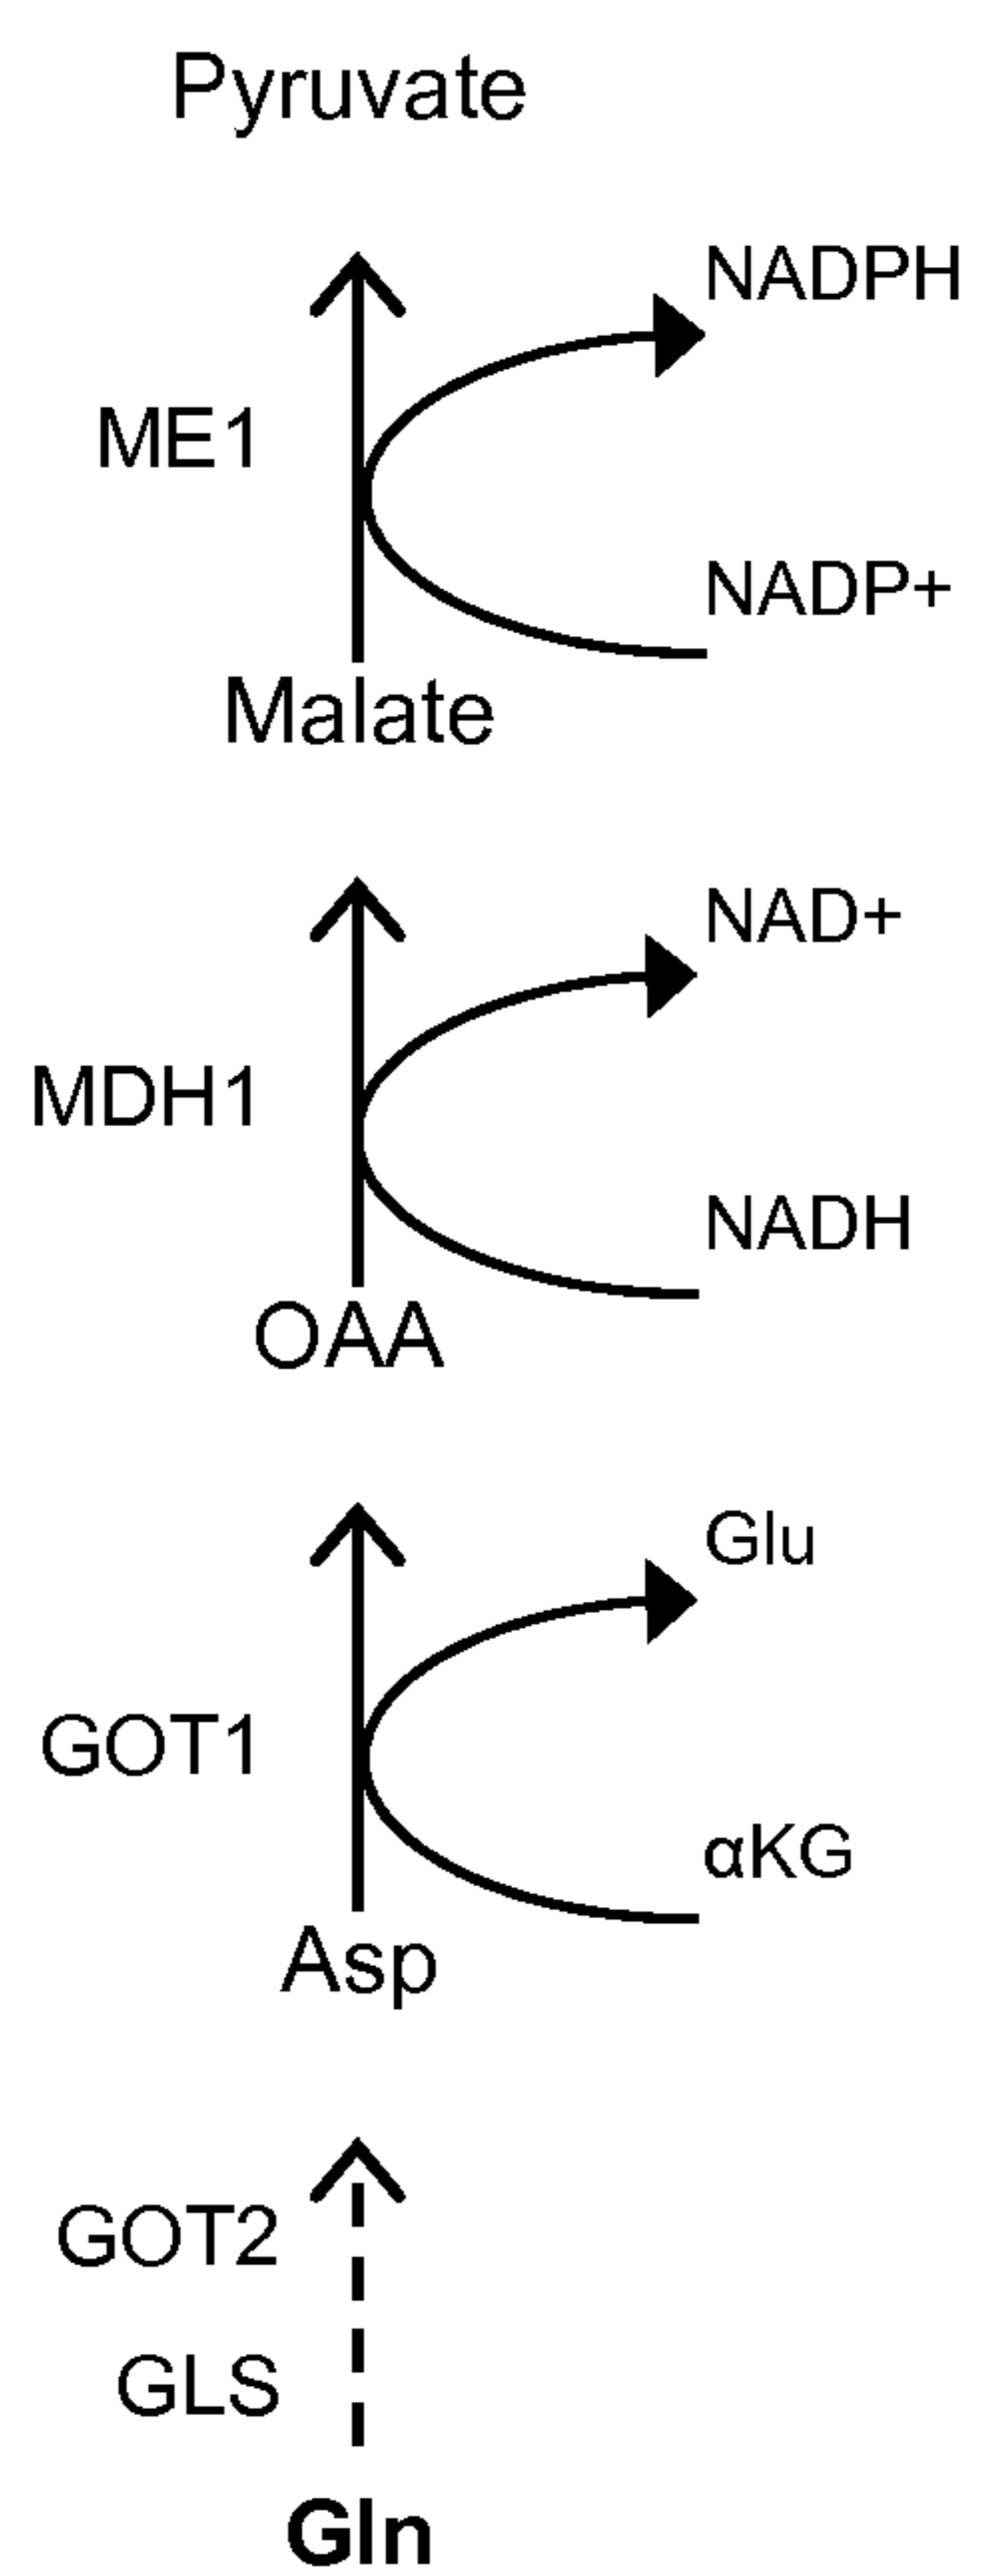 Pyruvate
NADPH
ME1
NADP+
Malate
NAD+
MDH1
NADH
OAA
Glu
GOT1
αKG
Asp
GOT2
GLS
Gln